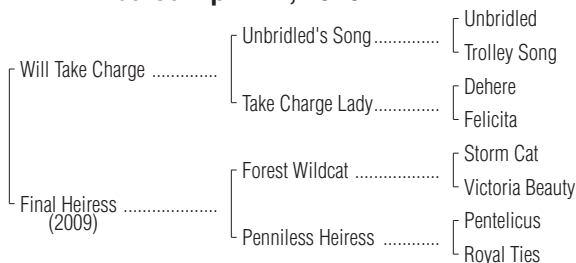 Unbridled
Unbridled's Song..............
Trolley Song
Will Take Charge ..............
Dehere
Take Charge Lady..............
Felicita
Storm Cat
Forest Wildcat ..................
Victoria Beauty
Final Heiress ....................
(2009)
Pentelicus
Penniless Heiress ............
Royal Ties